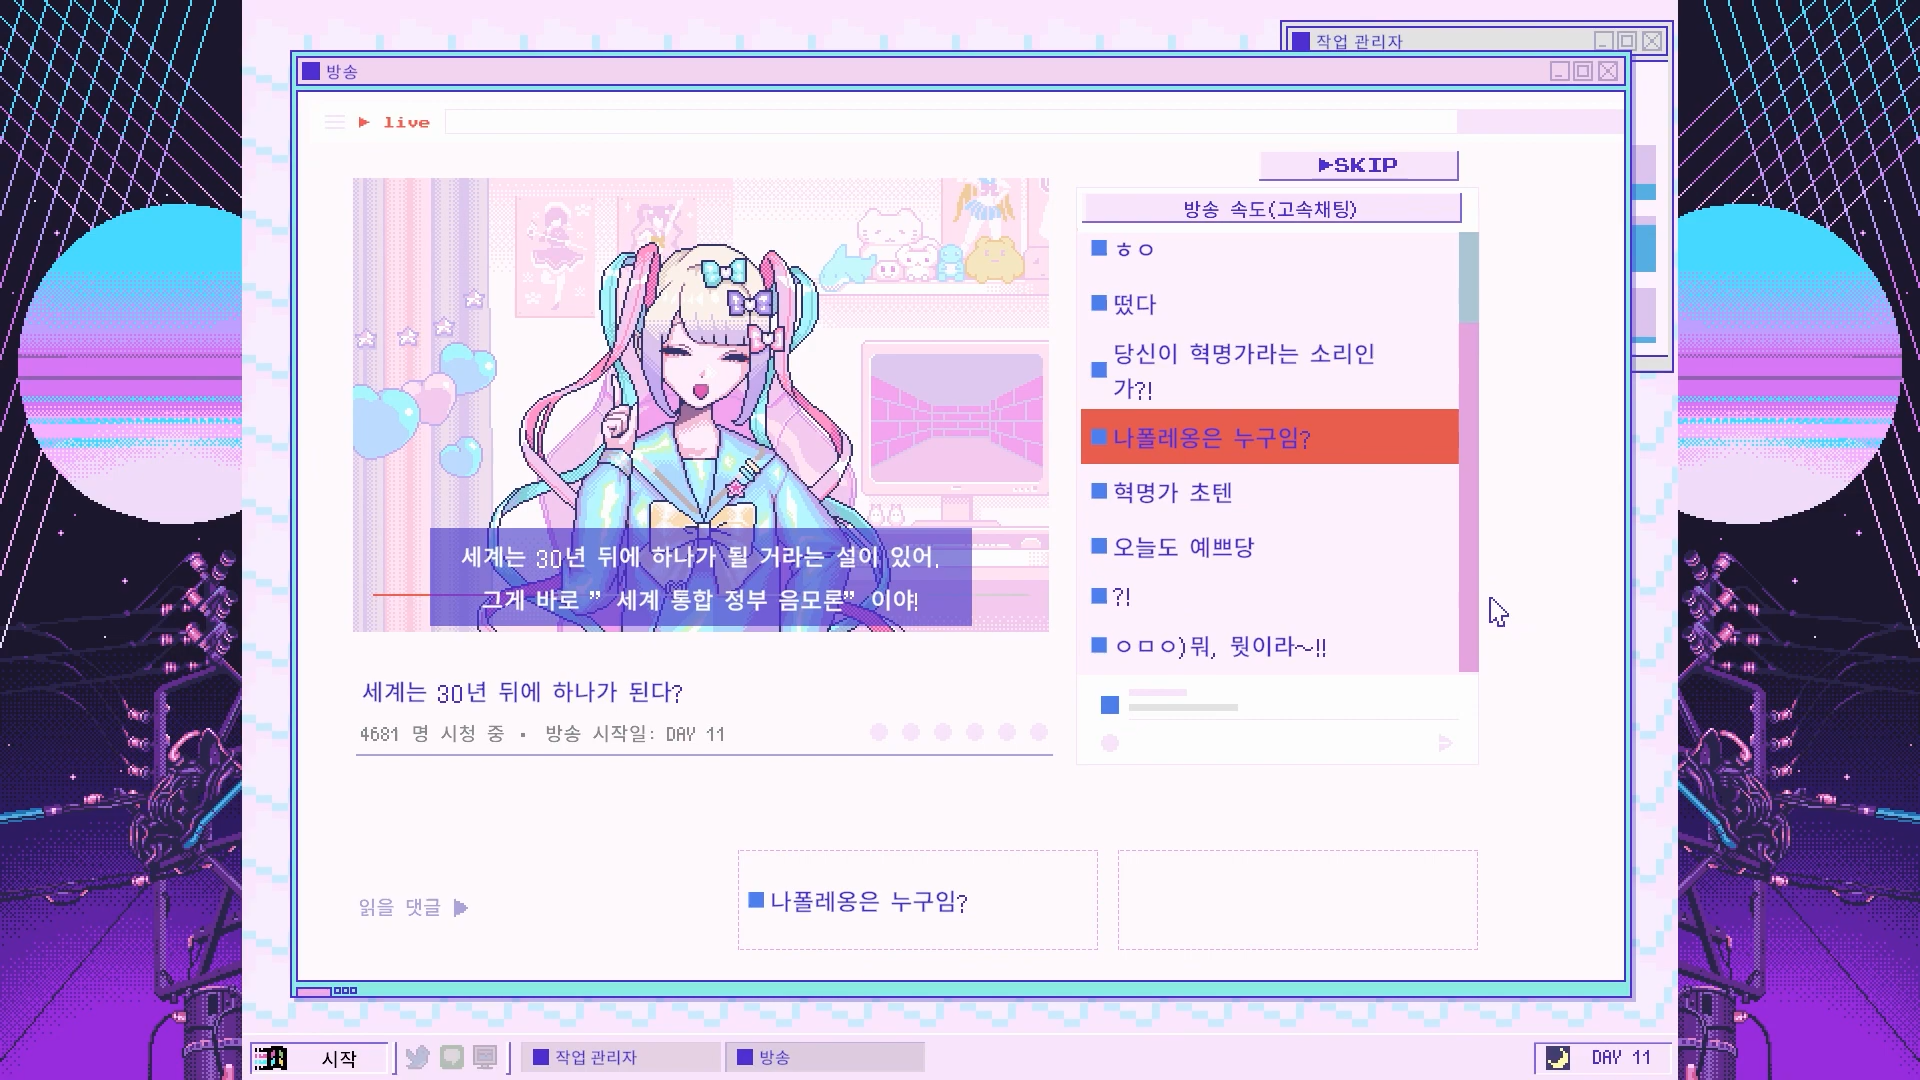 작업 관리자
방송
live
▶SKIP
방송 속도(고속채팅)
ㅎㅇ
떴다
당신이 혁명가라는 소리인
가?!
나폴레옹은 누구임?
혁명가 초텐
오늘도 예쁘당
?!
ㅇㅁㅇ)뭐, 뭣이라~!!
세계는 30년 뒤에 하나가 될 거라는 설이 있어.
그게 바로 ” 세계 통합 정부 음모론” 이야!
세계는 30년 뒤에 하나가 된다?
4681 명 시청 중 • 방송 시작일: DAY 11
읽을 댓글 ▶
나폴레옹은 누구임?
시작
작업 관리자
방송
DAY 11